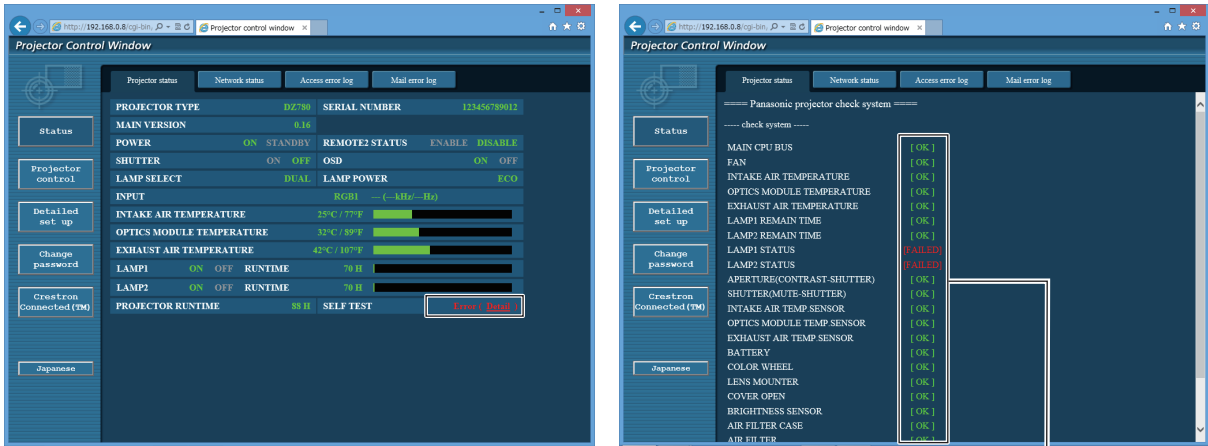 http://192.168.0.8/cgi-bin, Projector control window
Projector Control Window
Projector status Network status Access error log Mail error log
PROJECTOR TYPE DZ780 SERIAL NUMBER 123456789012
MAIN VERSION 0.16
POWER ON STANDBY REMOTE2 STATUS ENABLE DISABLE
SHUTTER ON OFF OSD ON OFF
LAMP SELECT DUAL LAMP POWER ECO
INPUT RGB1 --- (---kHz/---Hz)
INTAKE AIR TEMPERATURE 25°C / 77°F
OPTICS MODULE TEMPERATURE 32°C / 89°F
EXHAUST AIR TEMPERATURE 42°C / 107°F
LAMP1 ON OFF RUNTIME 70 H
LAMP2 ON OFF RUNTIME 70 H
PROJECTOR RUNTIME 88 H SELF TEST Error ( Detail )
Status
Projector
control
Detailed
set up
Change
password
Crestron
Connected(TM)
Japanese
http://192.168.0.8/cgi-bin, Projector control window
Projector Control Window
Projector status Network status Access error log Mail error log
==== Panasonic projector check system ====
----- check system -----
MAIN CPU BUS [ OK ]
FAN [ OK ]
INTAKE AIR TEMPERATURE [ OK ]
OPTICS MODULE TEMPERATURE [ OK ]
EXHAUST AIR TEMPERATURE [ OK ]
LAMP1 REMAIN TIME [ OK ]
LAMP2 REMAIN TIME [ OK ]
LAMP1 STATUS [FAILED]
LAMP2 STATUS [FAILED]
APERTURE(CONTRAST-SHUTTER) [ OK ]
SHUTTER(MUTE-SHUTTER) [ OK ]
INTAKE AIR TEMP.SENSOR [ OK ]
OPTICS MODULE TEMP.SENSOR [ OK ]
EXHAUST AIR TEMP.SENSOR [ OK ]
BATTERY [ OK ]
COLOR WHEEL [ OK ]
LENS MOUNTER [ OK ]
COVER OPEN [ OK ]
BRIGHTNESS SENSOR [ OK ]
AIR FILTER CASE [ OK ]
AIR FILTER [ OK ]
Status
Projector
control
Detailed
set up
Change
password
Crestron
Connected(TM)
Japanese